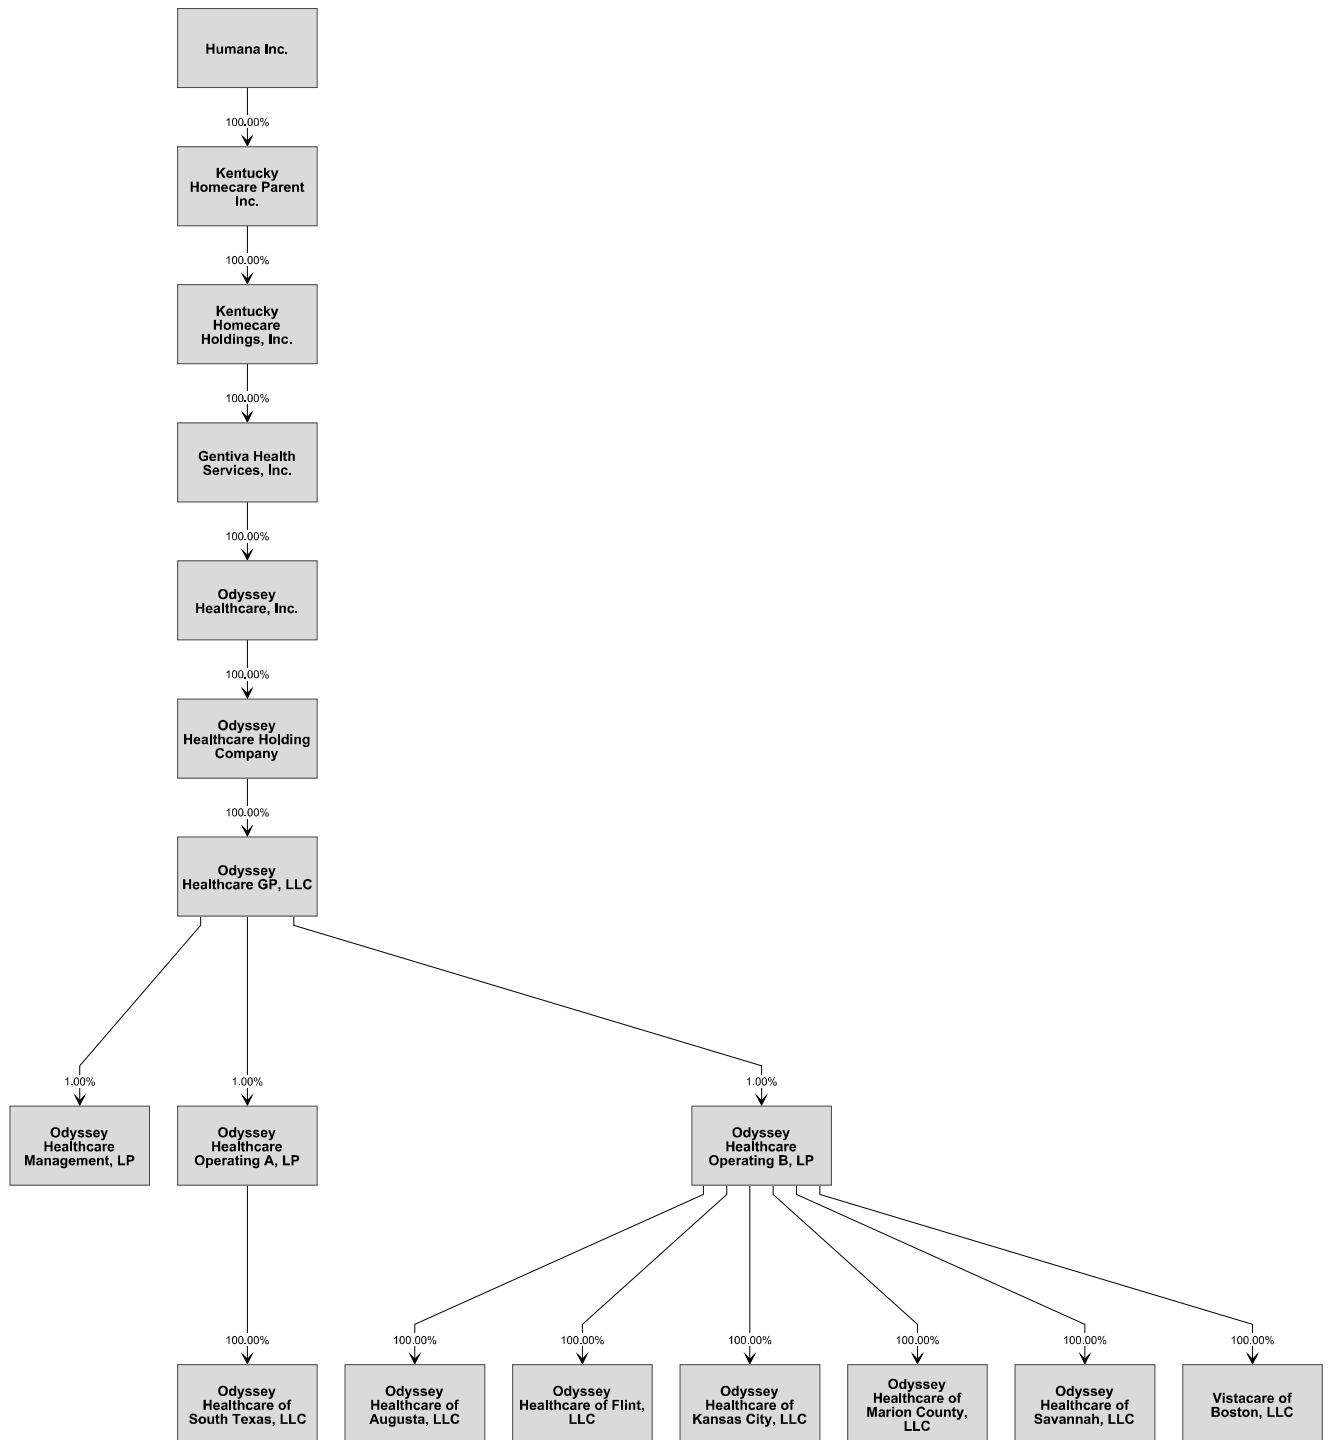 Humana Inc.
100.00%
Kentucky
Homecare Parent
Inc.
100.00%
Kentucky
Homecare
Holdings, Inc.
100.00%
Gentiva Health
Services, Inc.
100.00%
Odyssey
Healthcare, Inc.
100.00%
Odyssey
Healthcare Holding
Company
100.00%
Odyssey
Healthcare GP, LLC
1.00%
1.00%
1.00%
Odyssey
Healthcare
Management, LP
Odyssey
Healthcare
Operating A, LP
Odyssey
Healthcare
Operating B, LP
100.00%
100.00%
100.00%
100.00%
100.00%
100.00%
100.00%
Odyssey
Healthcare of
South Texas, LLC
Odyssey
Healthcare of
Augusta, LLC
Odyssey
Healthcare of Flint,
LLC
Odyssey
Healthcare of
Kansas City, LLC
Odyssey
Healthcare of
Marion County,
LLC
Odyssey
Healthcare of
Savannah, LLC
Vistacare of
Boston, LLC